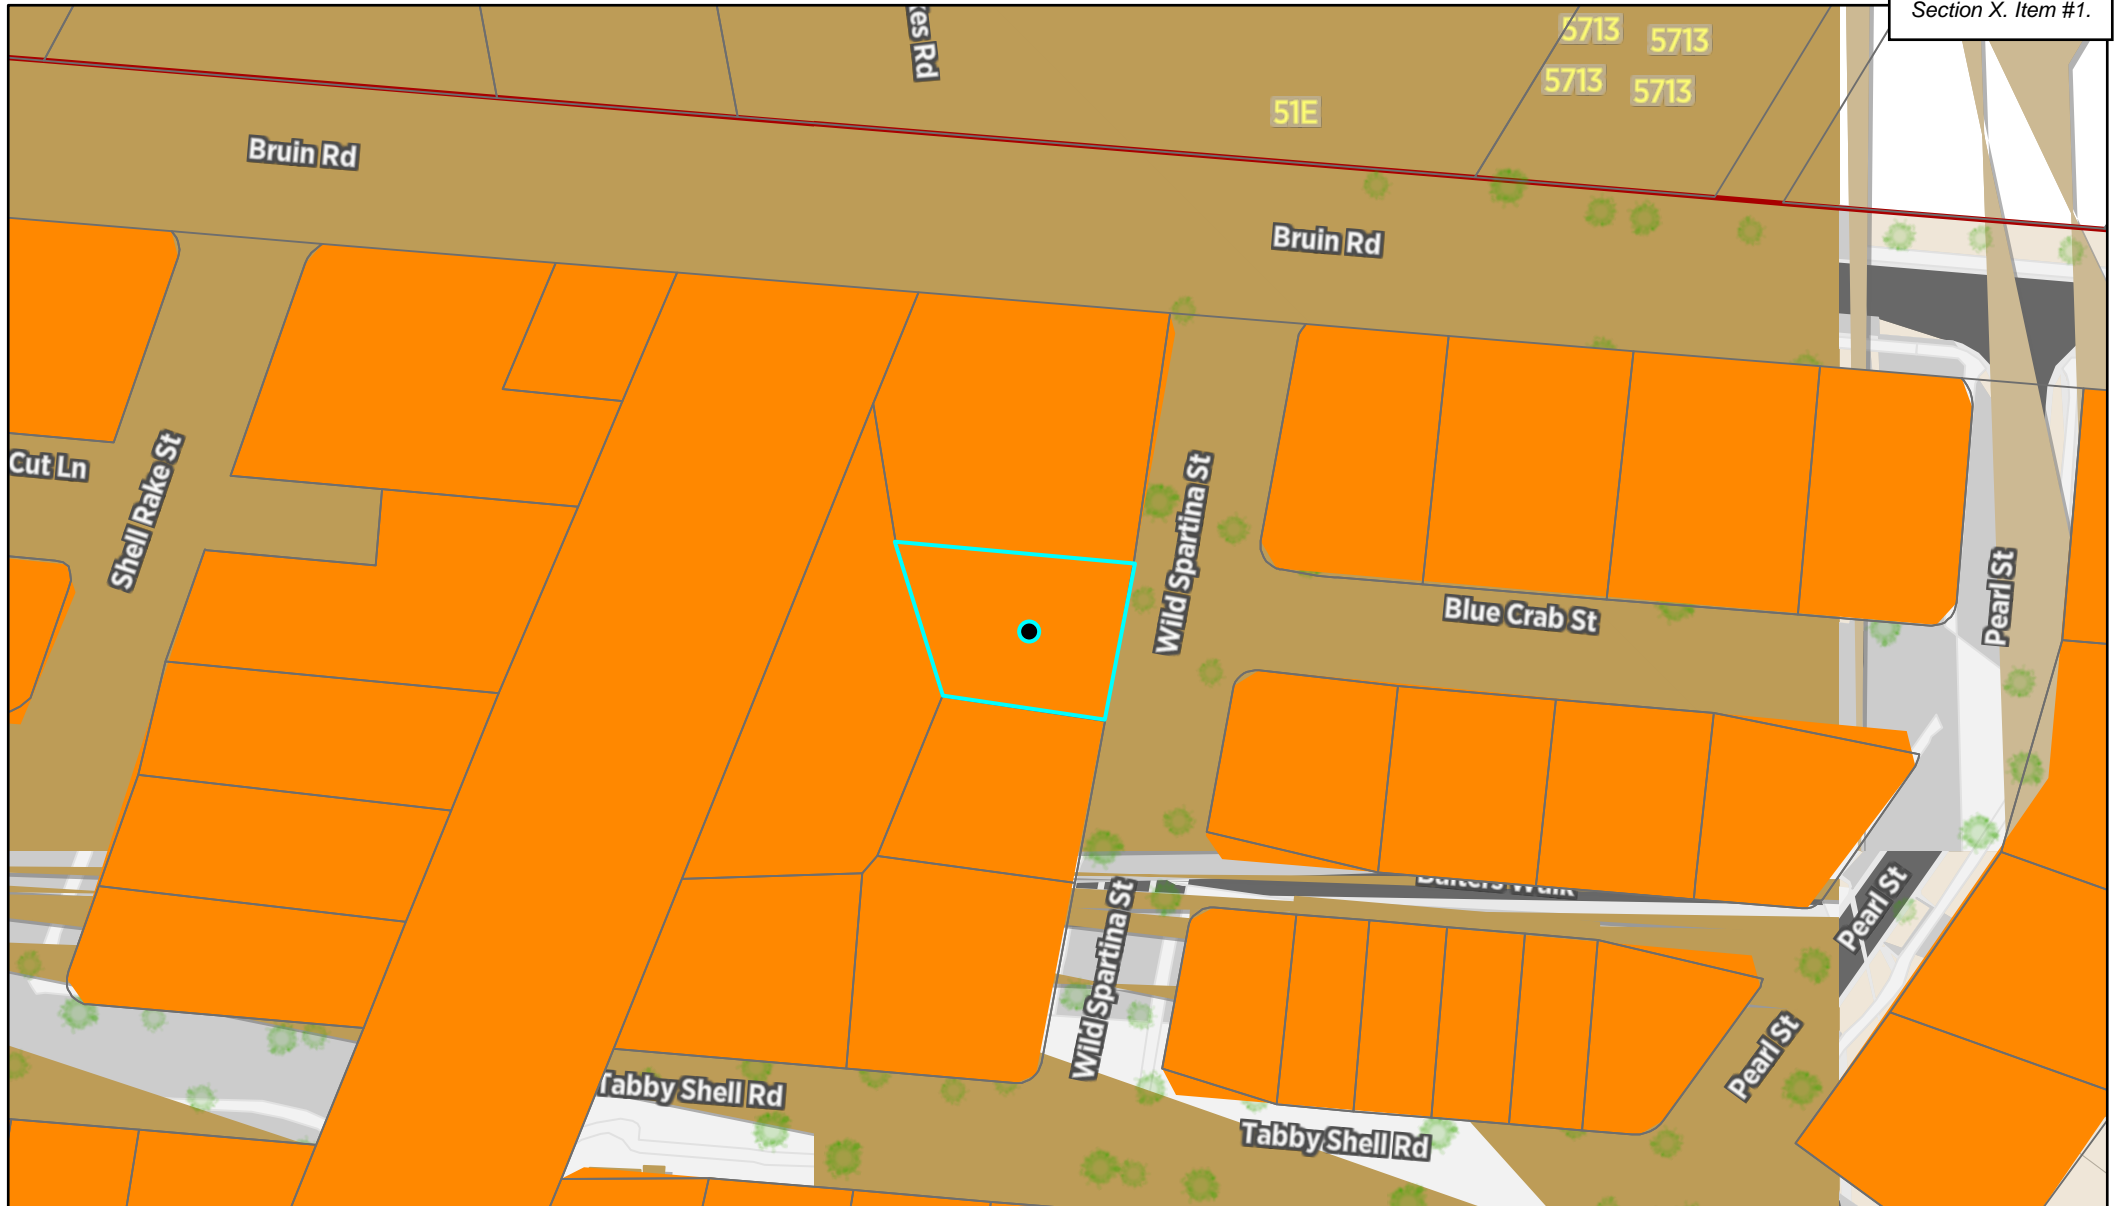 Section X. Item #1.
kes Rd
5713
5713
5713
5713
51E
Bruin Rd
Bruin Rd
Cut Ln
Shell Rake St
Wild Spartina St
Blue Crab St
Pearl St
Pearl St
Wild Spartina St
Pearl St
Tabby Shell Rd
Tabby Shell Rd